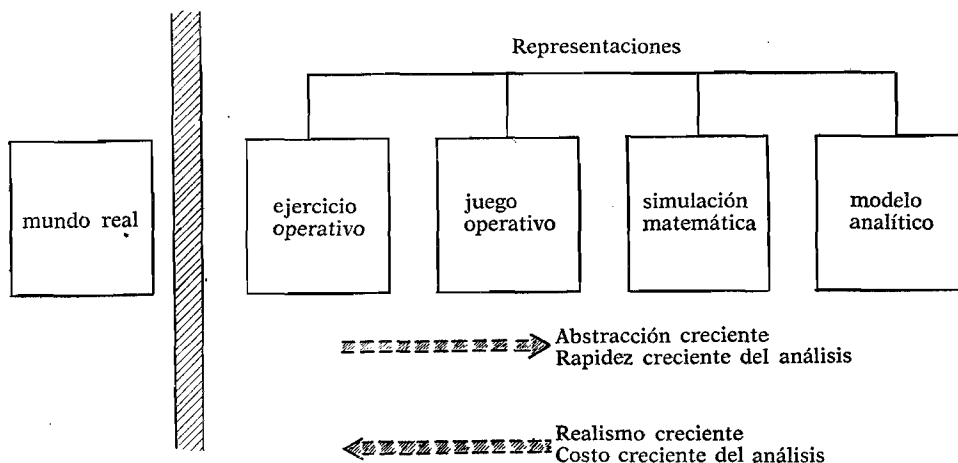 Representaciones
mundo real
ejercicio
operativo
juego
operativo
simulación
matemática
modelo
analítico
Abstracción creciente
Rapidez creciente del análisis
Realismo creciente
Costo creciente del análisis